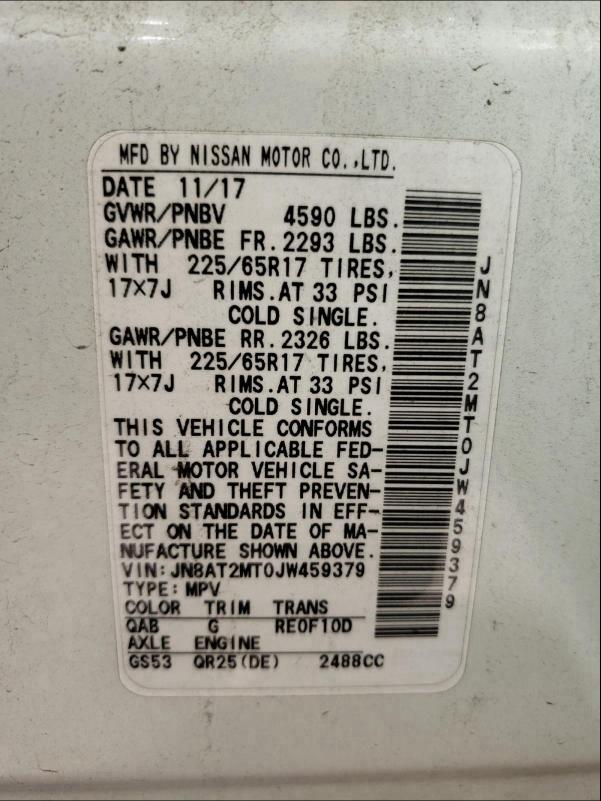 MFD BY NISSAN MOTOR CO.,LTD.
DATE 11/17
GVWR/PNBV 4590 LBS.
GAWR/PNBE FR. 2293 LBS.
WITH 225/65R17 TIRES,
17×7J RIMS.AT 33 PSI
COLD SINGLE.
GAWR/PNBE RR. 2326 LBS.
WITH 225/65R17 TIRES,
17×7J RIMS.AT 33 PSI
COLD SINGLE.
THIS VEHICLE CONFORMS
TO ALL APPLICABLE FED-
ERAL MOTOR VEHICLE SA-
FETY AND THEFT PREVEN-
TION STANDARDS IN EFF-
ECT ON THE DATE OF MA-
NUFACTURE SHOWN ABOVE.
VIN:JN8AT2MT0JW459379
TYPE:MPV
COLOR TRIM TRANS
QAB G RE0F10D
AXLE ENGINE
GS53 QR25(DE) 2488CC
JN8AT2MT0JW459379